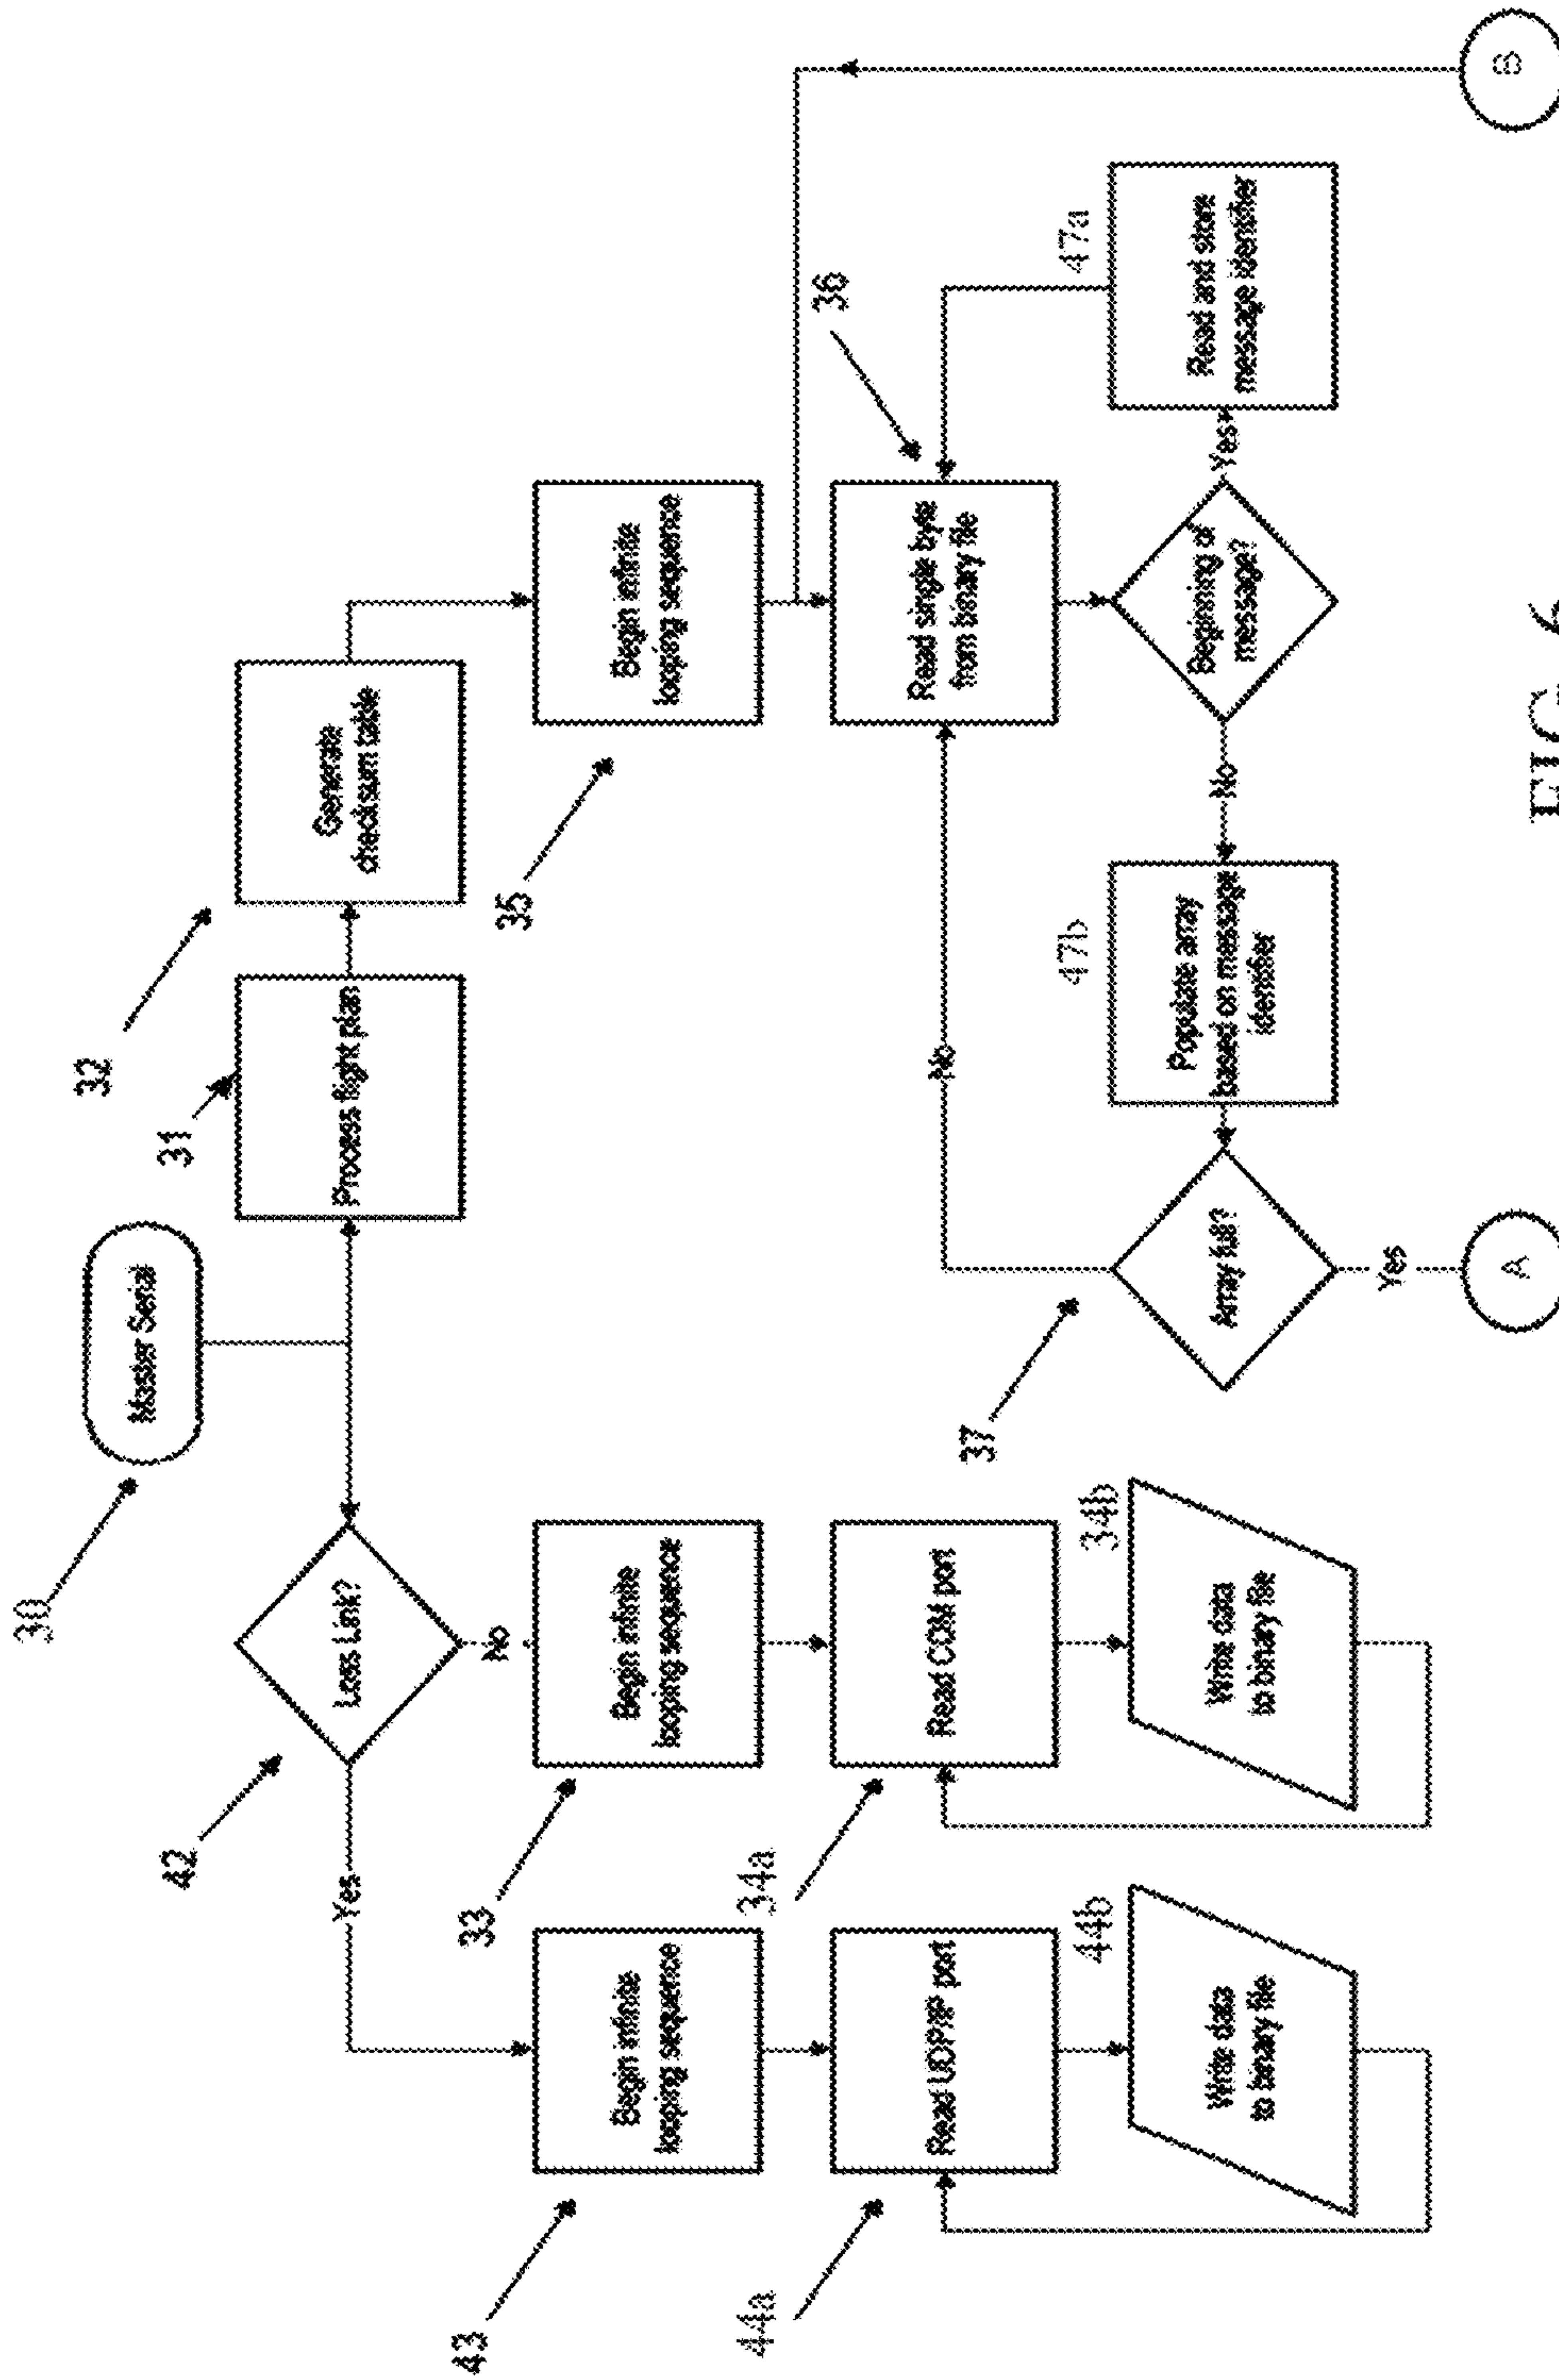 30
Master Serial
42
Loss Link?
Yes
No
31
Process flight plan
32
Generate
checksum table
43
Begin infinite
looping sequence
33
Begin infinite
looping sequence
35
Begin infinite
looping sequence
44a
Read UDP/IP port
34a
Read COM port
36
Read single byte
from binary file
No
44b
Write data
to binary file
34b
Write data
to binary file
37
Array full?
Yes
47b
Populate array
based on message
identifier
No
Beginning of
message?
Yes
47a
Read and store
message identifier
A
B
FIG. 6